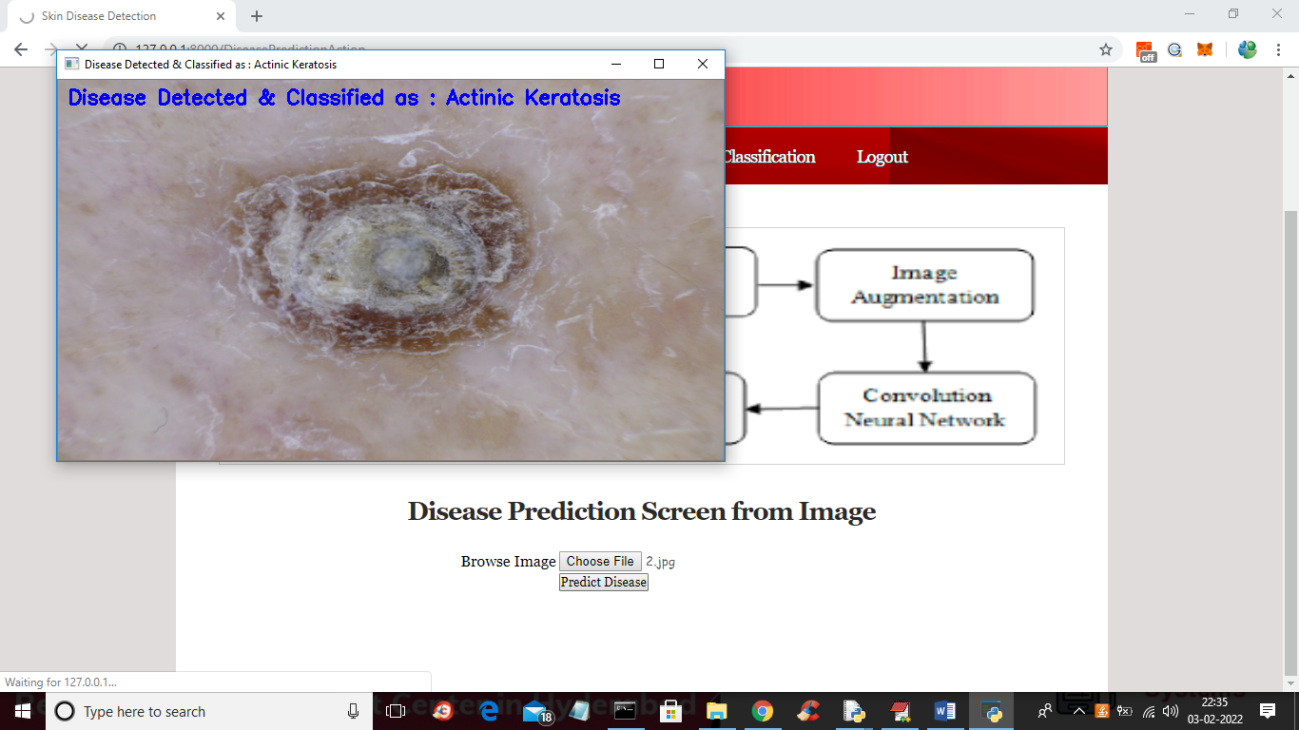 Skin Disease Detection
127.0.0.1:8000/DiseasePredictionAction
off
Disease Detected & Classified as : Actinic Keratosis
Disease Detected & Classified as : Actinic Keratosis
Classification Logout
Image
Augmentation
Convolution
Neural Network
Disease Prediction Screen from Image
Browse Image Choose File 2.jpg
Predict Disease
Waiting for 127.0.0.1...
Type here to search
18
22:35
03-02-2022